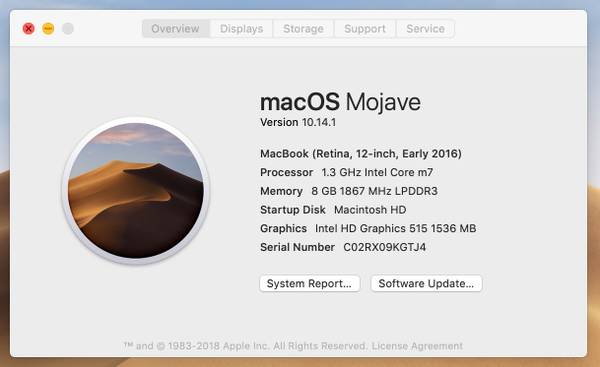 Overview Displays Storage Support Service
macOS Mojave
Version 10.14.1
MacBook (Retina, 12-inch, Early 2016)
Processor 1.3 GHz Intel Core m7
Memory 8 GB 1867 MHz LPDDR3
Startup Disk Macintosh HD
Graphics Intel HD Graphics 515 1536 MB
Serial Number C02RX09KGTJ4
System Report... Software Update...
™ and © 1983-2018 Apple Inc. All Rights Reserved. License Agreement